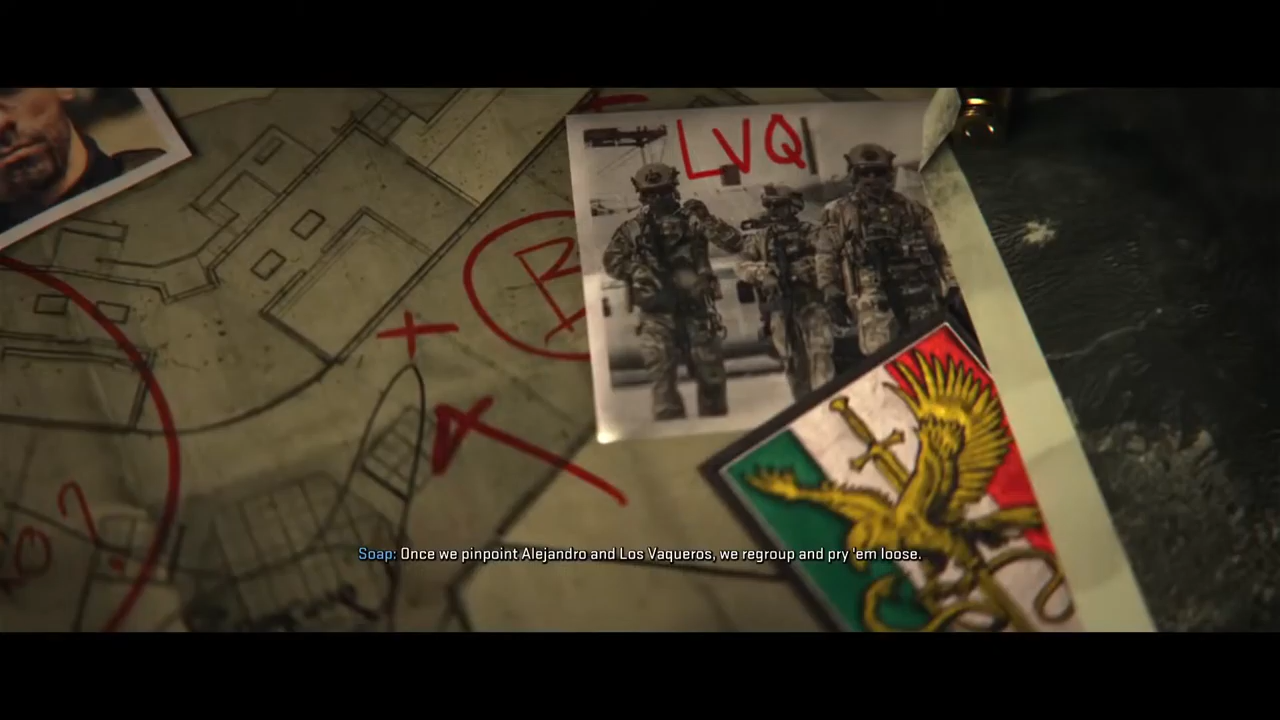 LVQ
B
Soap: Once we pinpoint Alejandro and Los Vaqueros, we regroup and pry 'em loose.